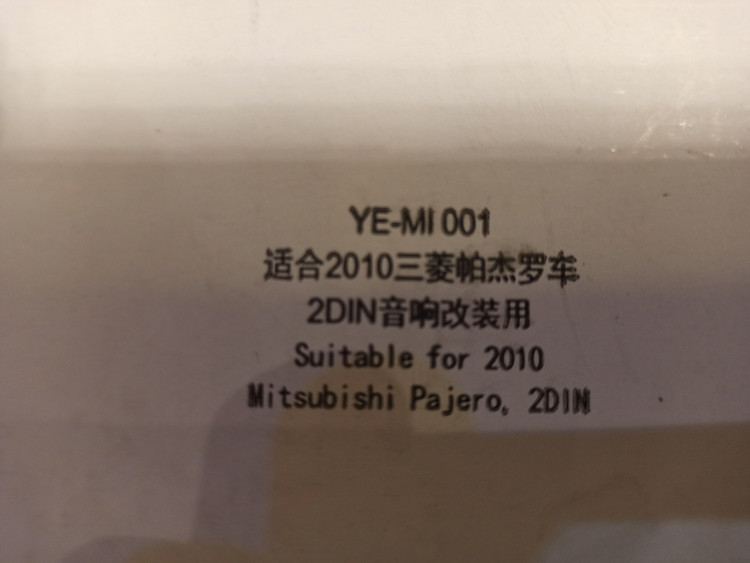 YE-MI 001
适合2010三菱帕杰罗车
2DIN音响改装用
Suitable for 2010
Mitsubishi Pajero, 2DIN